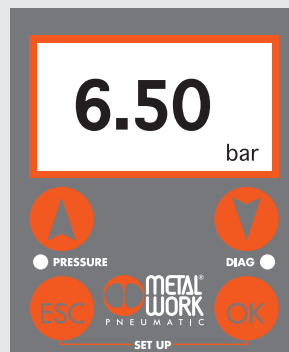 6.50
bar
PRESSURE
DIAG
ESC
METAL®
WORK
PNEUMATIC
OK
SET UP